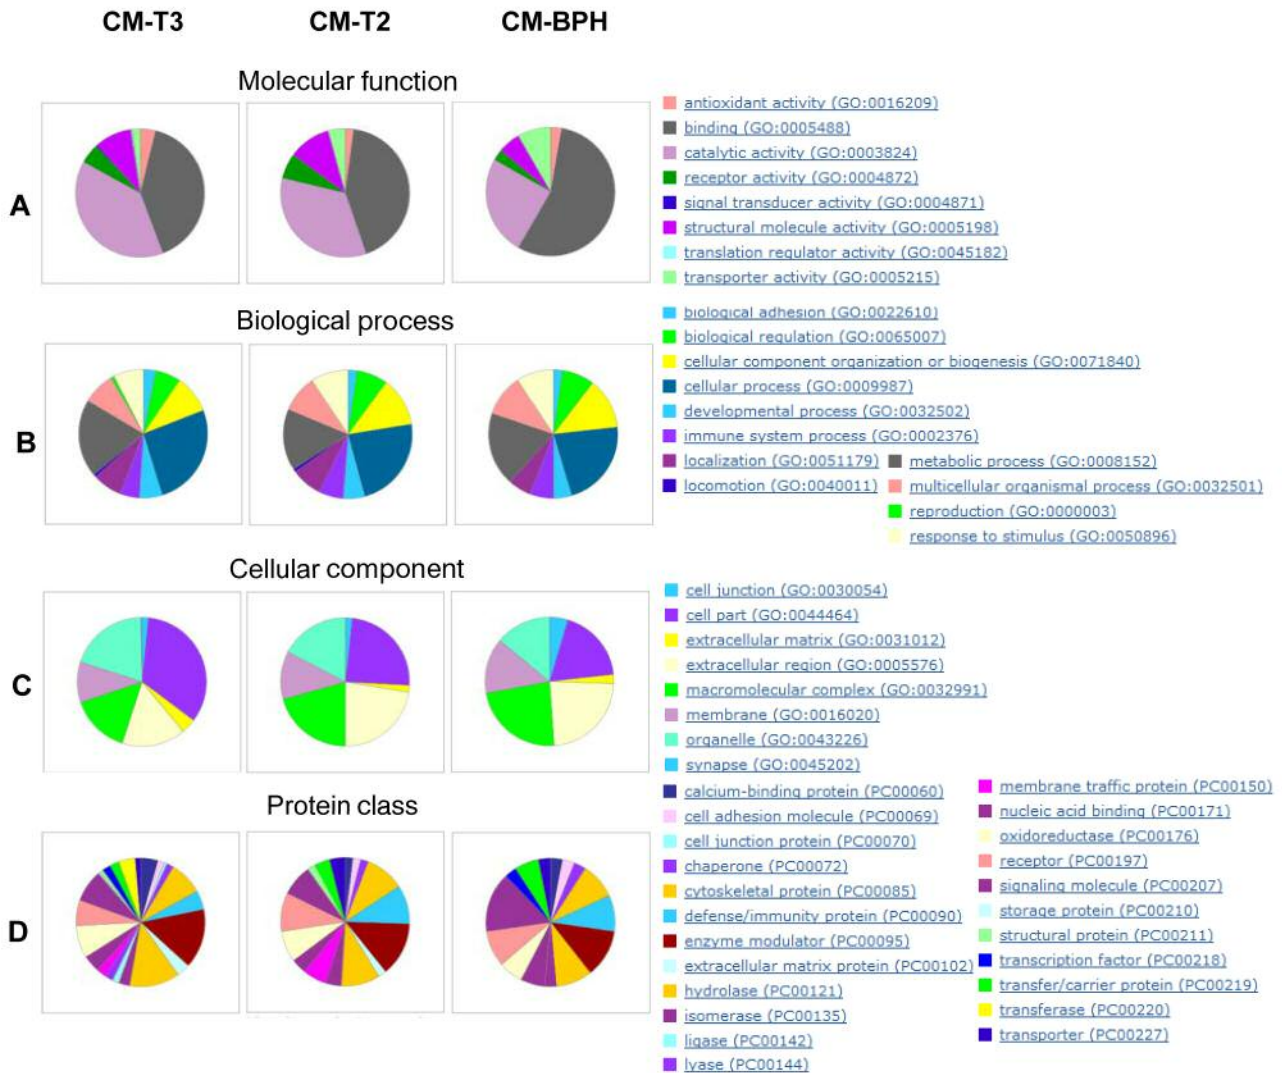 CM-T3 CM-T2 CM-BPH
Molecular function
A
antioxidant activity (GO:0016209)
binding (GO:0005488)
catalytic activity (GO:0003824)
receptor activity (GO:0004872)
signal transducer activity (GO:0004871)
structural molecule activity (GO:0005198)
translation regulator activity (GO:0045182)
transporter activity (GO:0005215)
Biological process
B
biological adhesion (GO:0022610)
biological regulation (GO:0065007)
cellular component organization or biogenesis (GO:0071840)
cellular process (GO:0009987)
developmental process (GO:0032502)
immune system process (GO:0002376)
localization (GO:0051179)
locomotion (GO:0040011)
metabolic process (GO:0008152)
multicellular organismal process (GO:0032501)
reproduction (GO:0000003)
response to stimulus (GO:0050896)
Cellular component
C
cell junction (GO:0030054)
cell part (GO:0044464)
extracellular matrix (GO:0031012)
extracellular region (GO:0005576)
macromolecular complex (GO:0032991)
membrane (GO:0016020)
organelle (GO:0043226)
synapse (GO:0045202)
Protein class
D
calcium-binding protein (PC00060)
cell adhesion molecule (PC00069)
cell junction protein (PC00070)
chaperone (PC00072)
cytoskeletal protein (PC00085)
defense/immunity protein (PC00090)
enzyme modulator (PC00095)
extracellular matrix protein (PC00102)
hydrolase (PC00121)
isomerase (PC00135)
ligase (PC00142)
lyase (PC00144)
membrane traffic protein (PC00150)
nucleic acid binding (PC00171)
oxidoreductase (PC00176)
receptor (PC00197)
signaling molecule (PC00207)
storage protein (PC00210)
structural protein (PC00211)
transcription factor (PC00218)
transfer/carrier protein (PC00219)
transferase (PC00220)
transporter (PC00227)